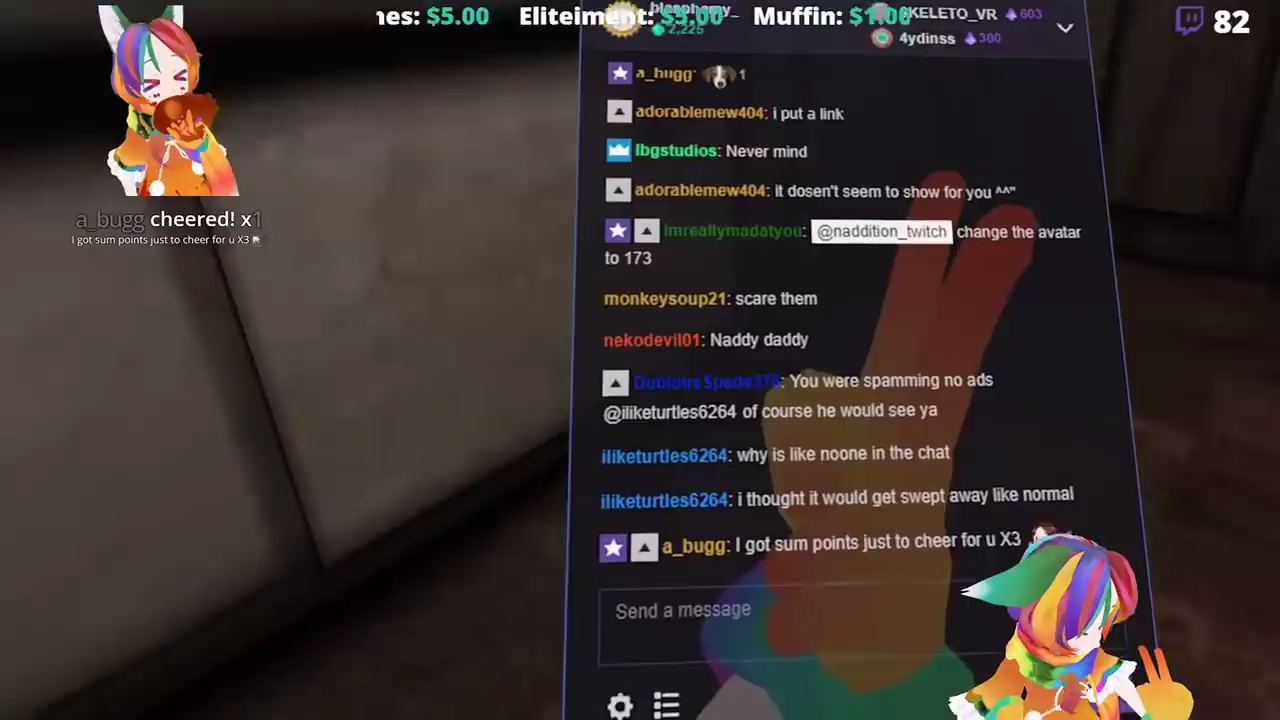 nes: $5.00 Eliteiment: $5.00 Muffin: $1.00
82
blasphemy_
2,225
KELETO_VR 603
4ydinss 300
a_bugg: 1
adorablemew404: i put a link
lbgstudios: Never mind
adorablemew404: it dosen't seem to show for you ^^"
imreallymadatyou: @naddition_twitch change the avatar
to 173
monkeysoup21: scare them
nekodevil01: Naddy daddy
: You were spamming no ads
@iliketurtles6264 of course he would see ya
iliketurtles6264: why is like noone in the chat
iliketurtles6264: i thought it would get swept away like normal
a_bugg: I got sum points just to cheer for u X3
Send a message
a_bugg cheered! x1
I got sum points just to cheer for u X3